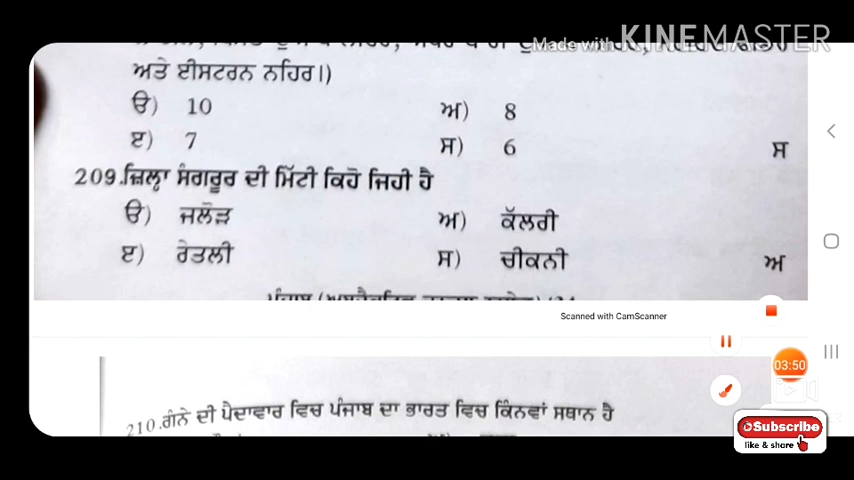 Made with KINEMASTER
ਅਤੇ ਈਸਟਰਨ ਨਹਿਰ।)
ੳ) 10 ਅ) 8
ੲ) 7 ਸ) 6 ਸ
209.ਜ਼ਿਲ੍ਹਾ ਸੰਗਰੂਰ ਦੀ ਮਿੱਟੀ ਕਿਹੋ ਜਿਹੀ ਹੈ
ੳ) ਜਲੋੜ ਅ) ਕੱਲਰੀ
ੲ) ਰੇਤਲੀ ਸ) ਚੀਕਨੀ ਅ
Scanned with CamScanner
03:50
210.ਗੰਨੇ ਦੀ ਪੈਦਾਵਾਰ ਵਿਚ ਪੰਜਾਬ ਦਾ ਭਾਰਤ ਵਿਚ ਕਿੰਨਵਾਂ ਸਥਾਨ ਹੈ
Subscribe
like & share